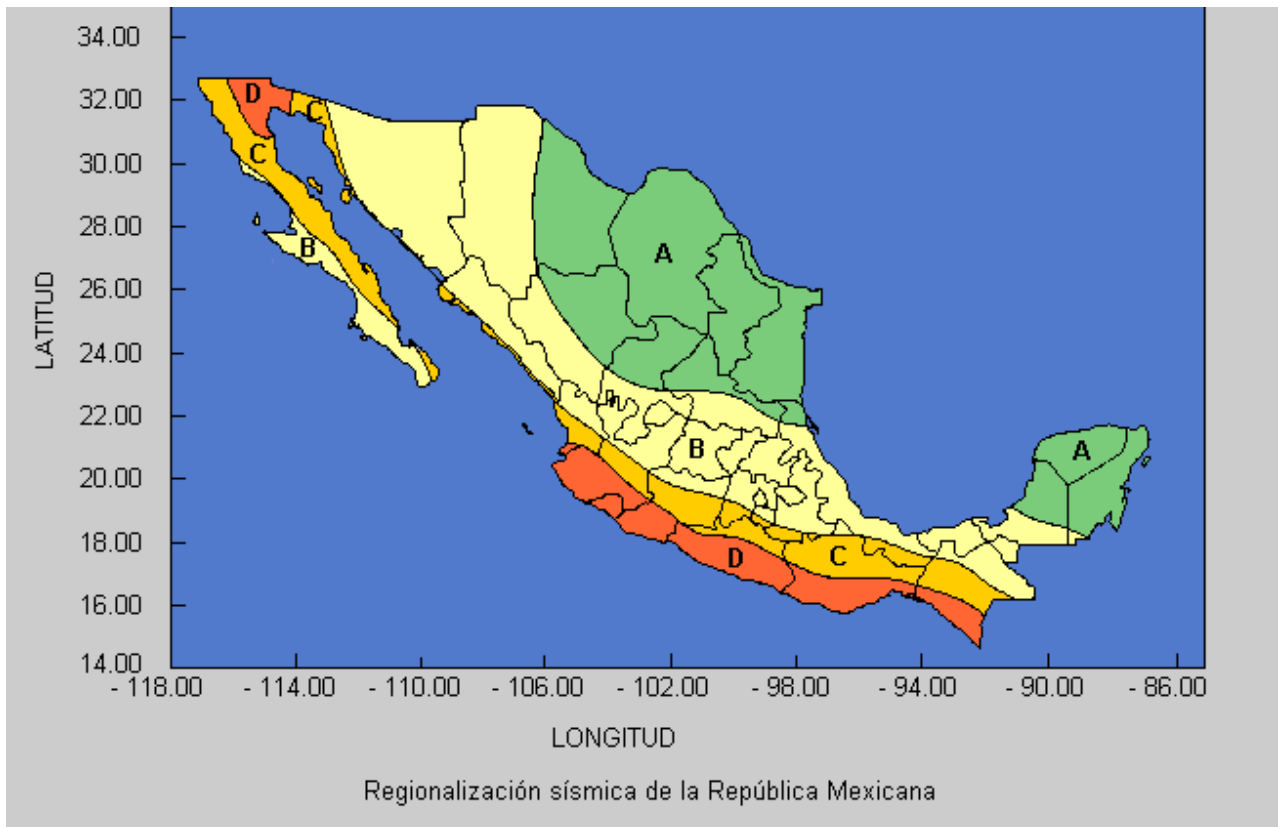 34.00
32.00
30.00
28.00
26.00
24.00
22.00
20.00
18.00
16.00
14.00
LATITUD
D
C
C
B
A
B
A
D
C
- 118.00 - 114.00 - 110.00 - 106.00 - 102.00 - 98.00 - 94.00 - 90.00 - 86.00
LONGITUD
Regionalización sísmica de la República Mexicana